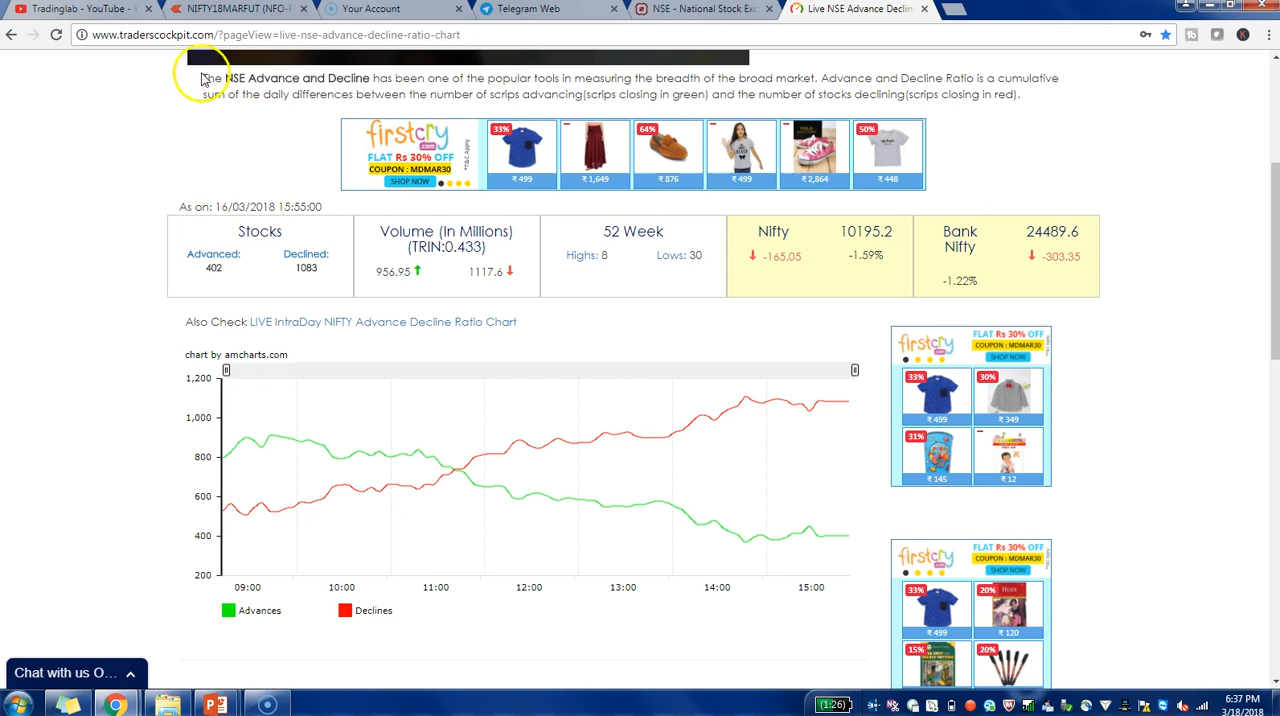 Tradinglab - YouTube -
NIFTY18MARFUT (NFO-F
Your Account
Telegram Web
NSE - National Stock Exc
Live NSE Advance Declin
www.traderscockpit.com/?pageView=live-nse-advance-decline-ratio-chart
The NSE Advance and Decline has been one of the popular tools in measuring the breadth of the broad market. Advance and Decline Ratio is a cumulative
sum of the daily differences between the number of scrips advancing(scrips closing in green) and the number of stocks declining(scrips closing in red).
firstcry.com
FLAT Rs 30% OFF
COUPON : MDMAR30
SHOP NOW
*T&C Apply
33% 64% 50%
₹ 499 ₹ 1,649 ₹ 876 ₹ 499 ₹ 2,864 ₹ 448
As on: 16/03/2018 15:55:00
Stocks
Advanced: Declined:
402 1083
Volume (In Millions)
(TRIN:0.433)
956.95 1117.6
52 Week
Highs: 8 Lows: 30
Nifty 10195.2
-165.05 -1.59%
Bank Nifty 24489.6
-303.35
-1.22%
Also Check LIVE IntraDay NIFTY Advance Decline Ratio Chart
chart by amcharts.com
1,200
1,000
800
600
400
200
09:00 10:00 11:00 12:00 13:00 14:00 15:00
Advances Declines
firstcry.com
FLAT Rs 30% OFF
COUPON : MDMAR30
SHOP NOW
33% 30%
₹ 499 ₹ 349
31%
₹ 145 ₹ 12
firstcry.com
FLAT Rs 30% OFF
COUPON : MDMAR30
SHOP NOW
33% 20%
₹ 499 ₹ 120
15% 20%
Chat with us O...
(1:26)
6:37 PM
3/18/2018